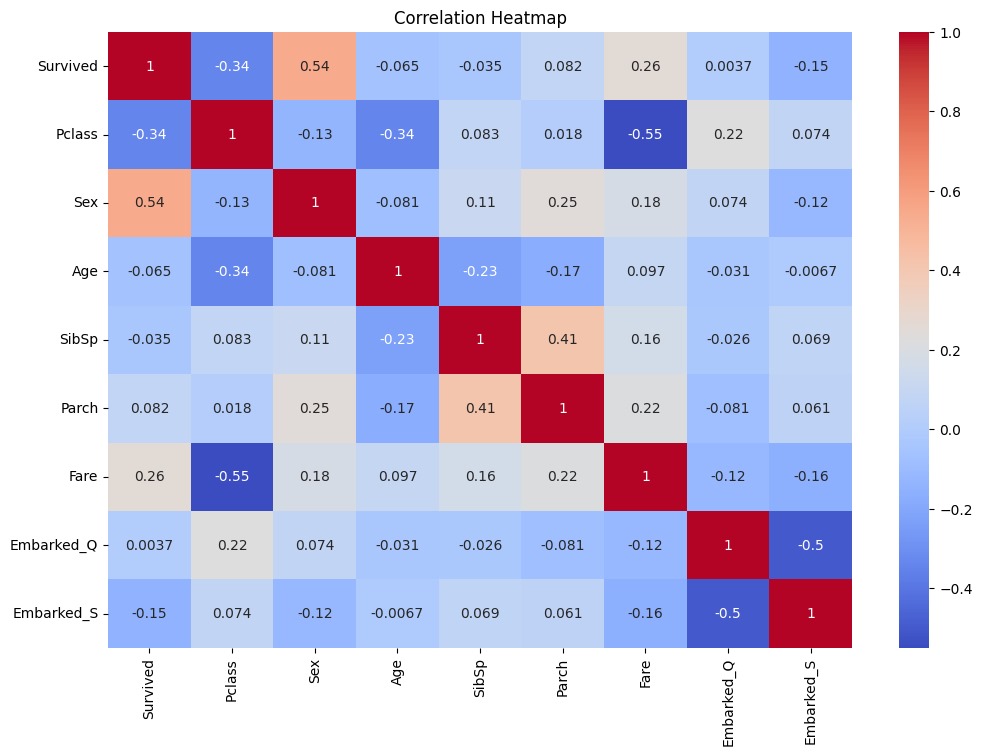 Correlation Heatmap
Survived 1 -0.34 0.54 -0.065 -0.035 0.082 0.26 0.0037 -0.15
Pclass -0.34 1 -0.13 -0.34 0.083 0.018 -0.55 0.22 0.074
Sex 0.54 -0.13 1 -0.081 0.11 0.25 0.18 0.074 -0.12
Age -0.065 -0.34 -0.081 1 -0.23 -0.17 0.097 -0.031 -0.0067
SibSp -0.035 0.083 0.11 -0.23 1 0.41 0.16 -0.026 0.069
Parch 0.082 0.018 0.25 -0.17 0.41 1 0.22 -0.081 0.061
Fare 0.26 -0.55 0.18 0.097 0.16 0.22 1 -0.12 -0.16
Embarked_Q 0.0037 0.22 0.074 -0.031 -0.026 -0.081 -0.12 1 -0.5
Embarked_S -0.15 0.074 -0.12 -0.0067 0.069 0.061 -0.16 -0.5 1
Survived Pclass Sex Age SibSp Parch Fare Embarked_Q Embarked_S
1.0
0.8
0.6
0.4
0.2
0.0
-0.2
-0.4